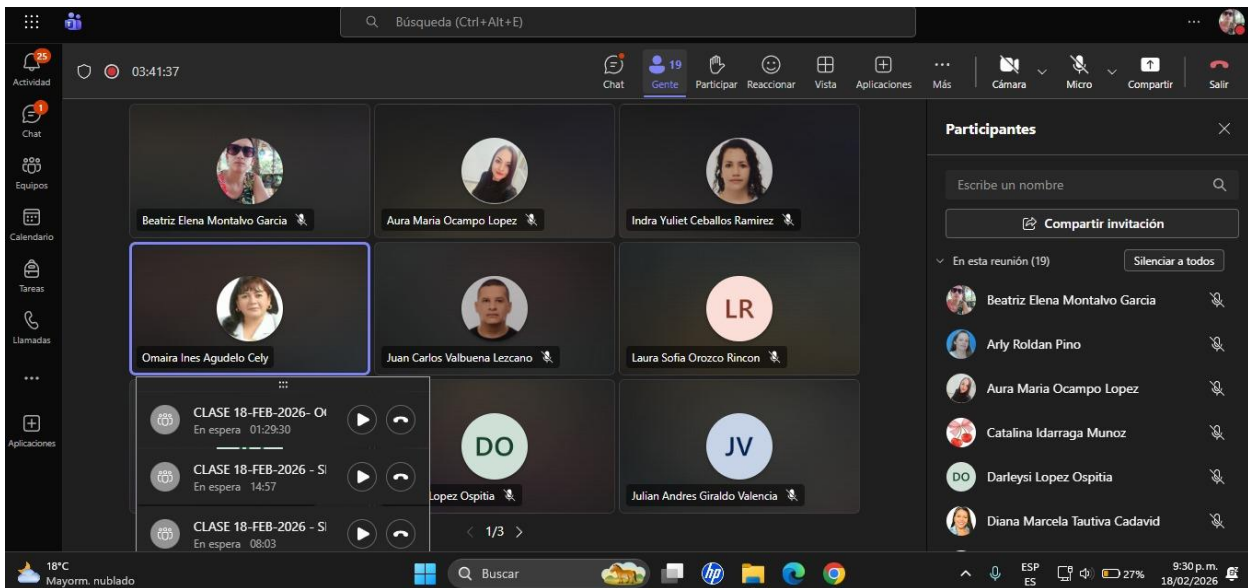 Búsqueda (Ctrl+Alt+E)
25
Actividad
1
Chat
Equipos
Calendario
Tareas
Llamadas
Aplicaciones
03:41:37
Chat
19
Gente
Participar
Reaccionar
Vista
Aplicaciones
Más
Cámara
Micro
Compartir
Salir
Beatriz Elena Montalvo Garcia
Aura Maria Ocampo Lopez
Indra Yuliet Ceballos Ramirez
Omaira Ines Agudelo Cely
Juan Carlos Valbuena Lezcano
LR
Laura Sofia Orozco Rincon
CLASE 18-FEB-2026- O
En espera 01:29:30
CLASE 18-FEB-2026 - S
En espera 14:57
CLASE 18-FEB-2026 - S
En espera 08:03
DO
Lopez Ospitia
JV
Julian Andres Giraldo Valencia
1/3
Participantes
Escribe un nombre
Compartir invitación
En esta reunión (19)
Silenciar a todos
Beatriz Elena Montalvo Garcia
Arly Roldan Pino
Aura Maria Ocampo Lopez
Catalina Idarraga Munoz
DO
Darleysi Lopez Ospitia
Diana Marcela Tautiva Cadavid
18°C
Mayorm. nublado
Buscar
hp
ESP
ES
27%
9:30 p. m.
18/02/2026